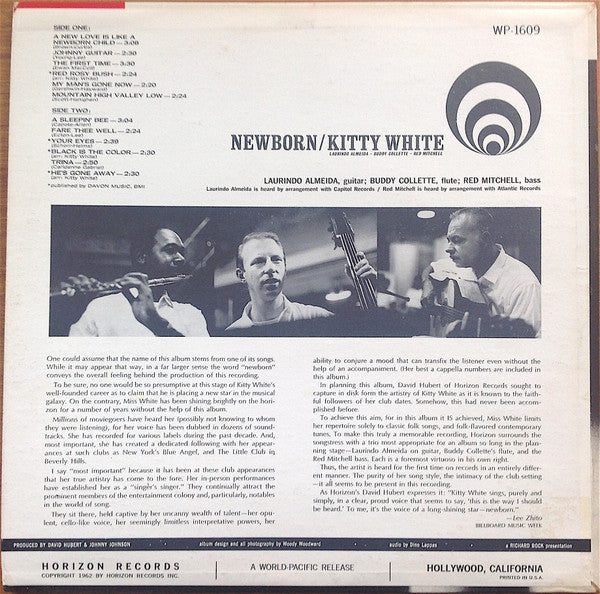 SIDE ONE:
A NEW LOVE IS LIKE A
NEWBORN CHILD—3:08
JOHNNY GUITAR—2:30
THE FIRST TIME—3:30
*RED ROSY BUSH—2:24
(arr. Kitty White)
MY MAN'S GONE NOW—2:20
MOUNTAIN HIGH VALLEY LOW—2:24
SIDE TWO:
A SLEEPIN' BEE—3:04
FARE THEE WELL—2:24
*YOUR EYES—2:39
*BLACK IS THE COLOR—2:30
(arr. Kitty White)
TRINA—2:50
*HE'S GONE AWAY—2:30
(arr. Kitty White)
*published by DAVON MUSIC, BMI
WP-1609
NEWBORN/KITTY WHITE
LAURINDO ALMEIDA - BUDDY COLLETTE - RED MITCHELL
LAURINDO ALMEIDA, guitar; BUDDY COLLETTE, flute; RED MITCHELL, bass
Laurindo Almeida is heard by arrangement with Capitol Records / Red Mitchell is heard by arrangement with Atlantic Records
One could assume that the name of this album stems from one of its songs.
While it may appear that way, in a far larger sense the word "newborn"
conveys the overall feeling behind the production of this recording.
To be sure, no one would be so presumptive at this stage of Kitty White's
well-founded career as to claim that he is placing a new star in the musical
galaxy. On the contrary, Miss White has been shining brightly on the hori-
zon for a number of years without the help of this album.
Millions of moviegoers have heard her (possibly not knowing to whom
they were listening), for her voice has been dubbed in dozens of sound-
tracks. She has recorded for various labels during the past decade. And,
most important, she has created a dedicated following with her appear-
ances at such clubs as New York's Blue Angel, and The Little Club in
Beverly Hills.
I say "most important" because it has been at these club appearances
that her true artistry has come to the fore. Her in-person performances
have established her as a "singer's singer." They continually attract the
prominent members of the entertainment colony and, particularly, notables
in the world of song.
They sit there, held captive by her uncanny wealth of talent—her opu-
lent, cello-like voice, her seemingly limitless interpretative powers, her
ability to conjure a mood that can transfix the listener even without the
help of an accompaniment. (Her best a cappella numbers are included in
this album.)
In planning this album, David Hubert of Horizon Records sought to
capture in disk form the artistry of Kitty White as it is known to the faith-
ful followers of her club dates. Somehow, this had never been accom-
plished before.
To achieve this aim, for in this album it IS achieved, Miss White limits
her repertoire solely to classic folk songs, and folk-flavored contemporary
tunes. To make this truly a memorable recording, Horizon surrounds the
songstress with a trio most appropriate for an album so long in the plan-
ning stage—Laurindo Almeida on guitar, Buddy Collette's flute, and the
Red Mitchell bass. Each is a foremost virtuoso in his own right.
Thus, the artist is heard for the first time on records in an entirely differ-
ent manner. The purity of her song style, the intimacy of the club setting
—it all seems to be present in this recording.
As Horizon's David Hubert expresses it: "Kitty White sings, purely and
simply, in a clear, proud voice that seems to say, 'this is the way I should
be heard.' To me, it's the voice of a long-shining star—newborn."
—Lee Zhito
BILLBOARD MUSIC WEEK
PRODUCED BY DAVID HUBERT & JOHNNY JOHNSON
album design and all photography by Woody Woodward
audio by Dino Lappas
a RICHARD BOCK presentation
HORIZON RECORDS
COPYRIGHT 1962 BY HORIZON RECORDS INC.
A WORLD-PACIFIC RELEASE
HOLLYWOOD, CALIFORNIA
PRINTED IN U.S.A.